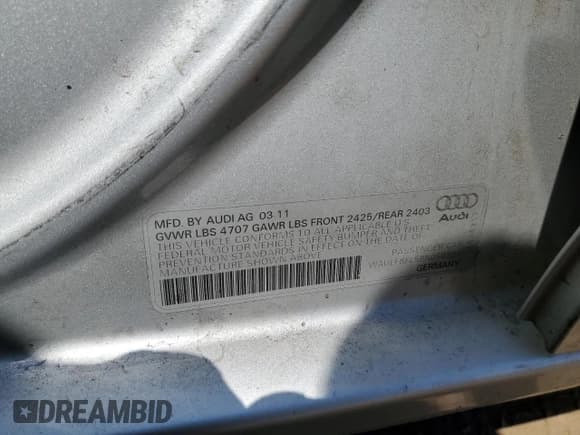 MFD. BY AUDI AG 03 11
GVWR LBS 4707 GAWR LBS FRONT 2425/REAR 2403
THIS VEHICLE CONFORMS TO ALL APPLICABLE U.S.
FEDERAL MOTOR VEHICLE SAFETY BUMPER AND THEFT
PREVENTION STANDARDS IN EFFECT ON THE DATE OF
MANUFACTURE SHOWN ABOVE.
Audi
PASSENGER CAR
GERMANY
DREAMBID